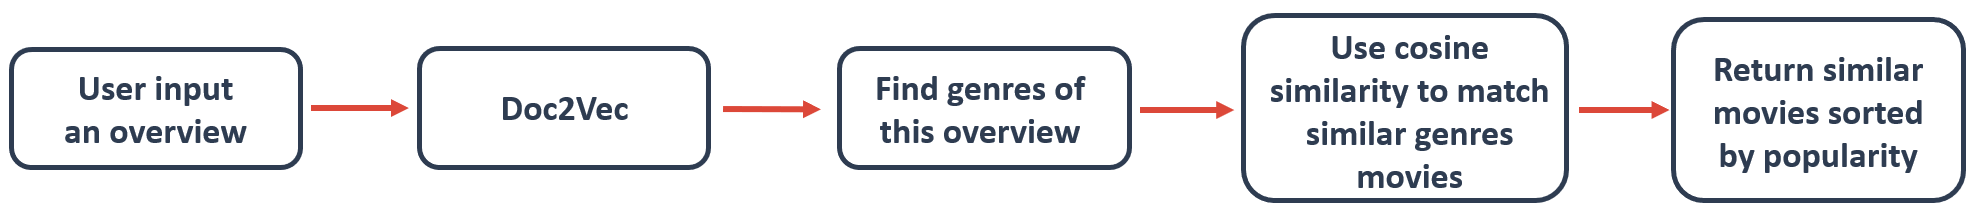 User input
an overview
Doc2Vec
Find genres of
this overview
Use cosine
similarity to match
similar genres
movies
Return similar
movies sorted
by popularity